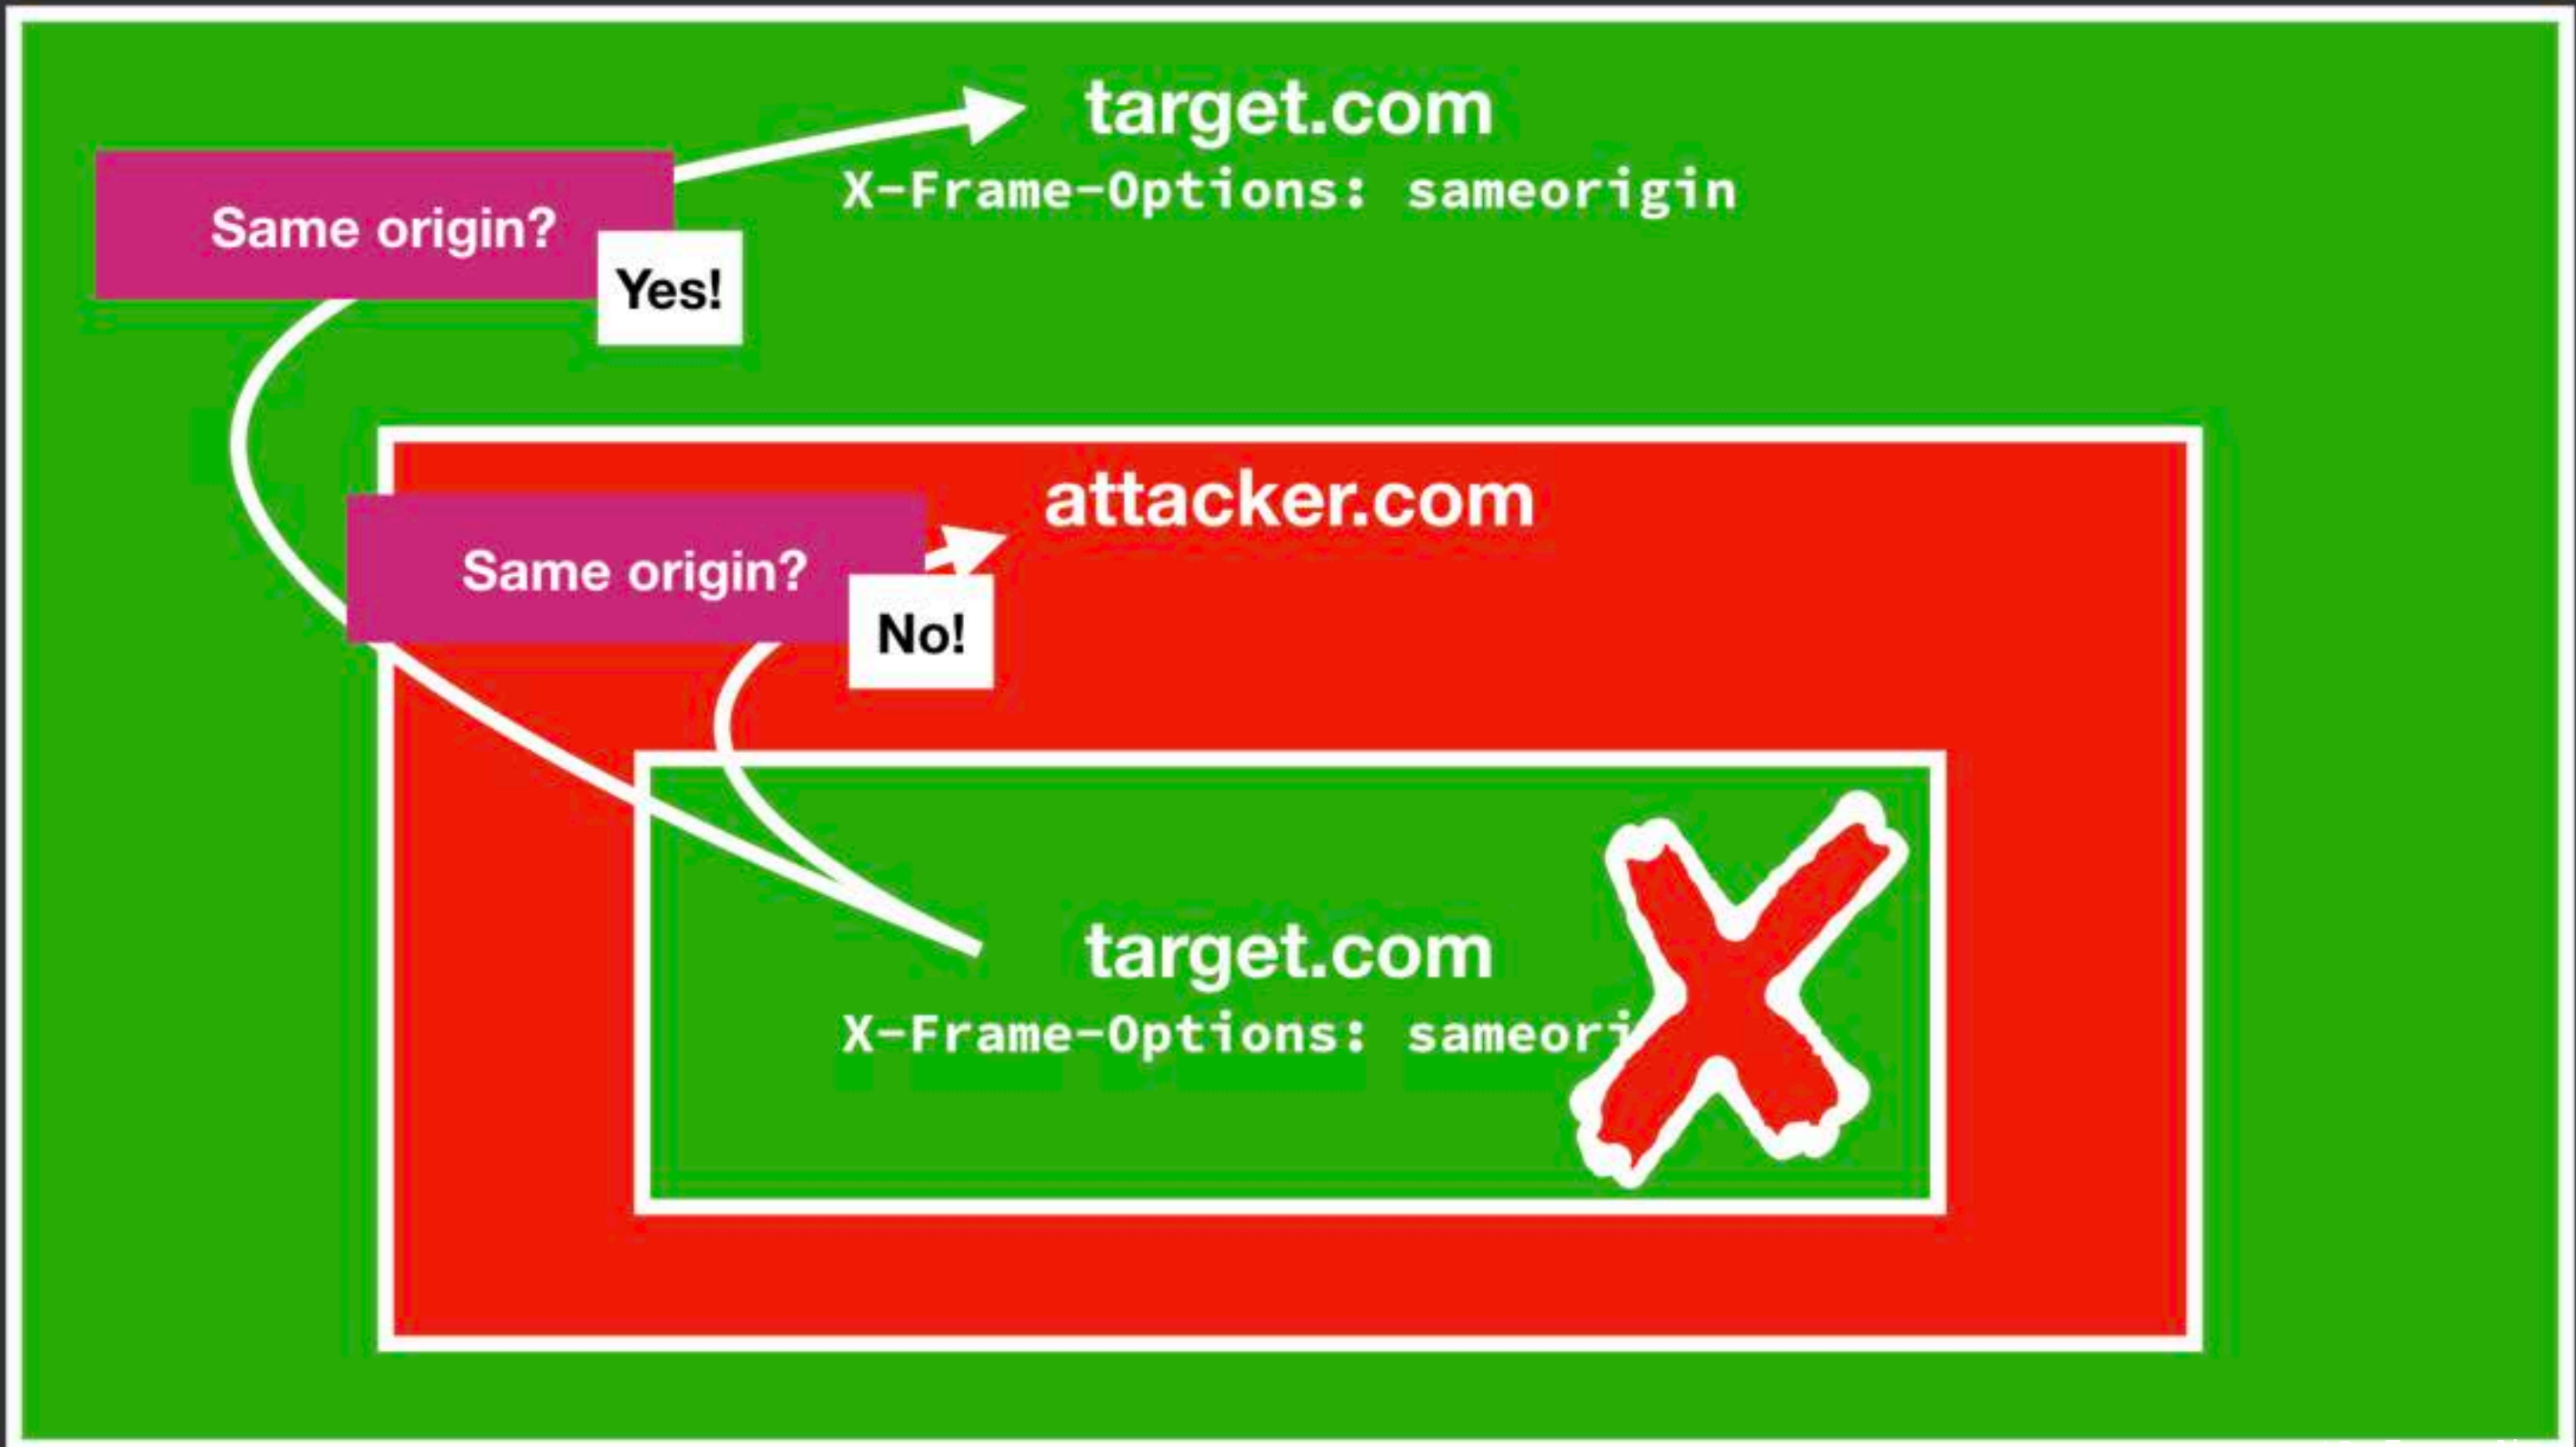 target.com
X-Frame-Options: sameorigin
Same origin?
Yes!
attacker.com
Same origin?
No!
target.com
X-Frame-Options: sameori